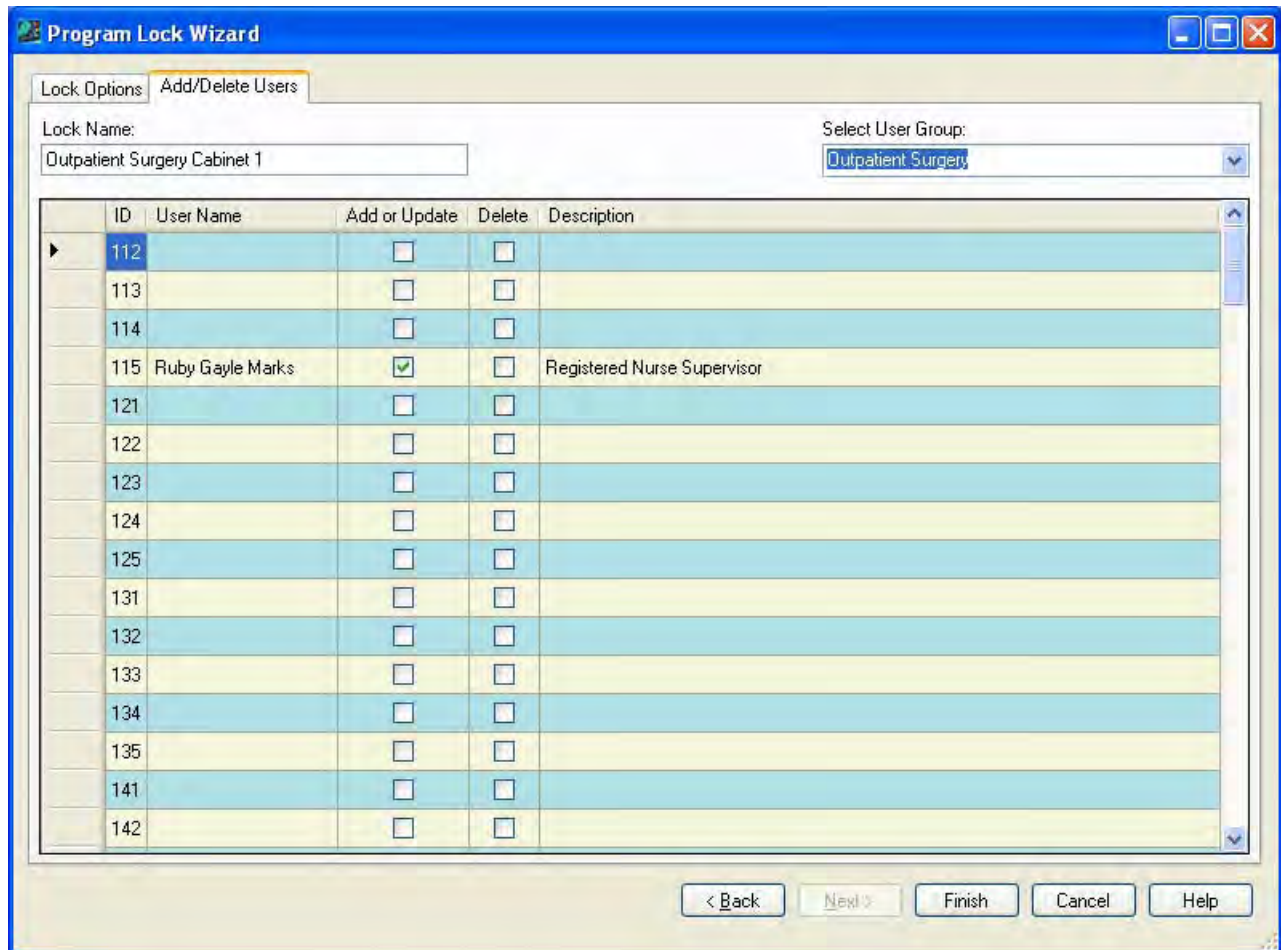 Program Lock Wizard
Lock Options Add/Delete Users
Lock Name: Select User Group:
Outpatient Surgery Cabinet 1 Outpatient Surgery
ID User Name Add or Update Delete Description
112
113
114
115 Ruby Gayle Marks Registered Nurse Supervisor
121
122
123
124
125
131
132
133
134
135
141
142
< Back Next > Finish Cancel Help